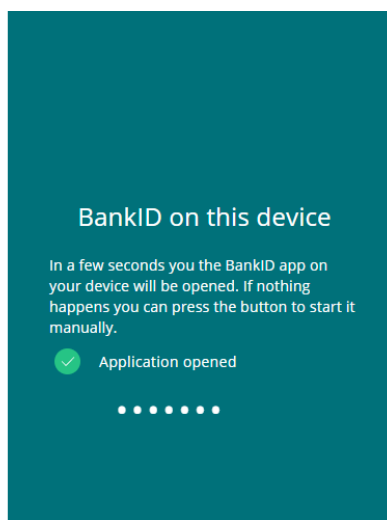 BankID on this device
In a few seconds you the BankID app on
your device will be opened. If nothing
happens you can press the button to start it
manually.
Application opened